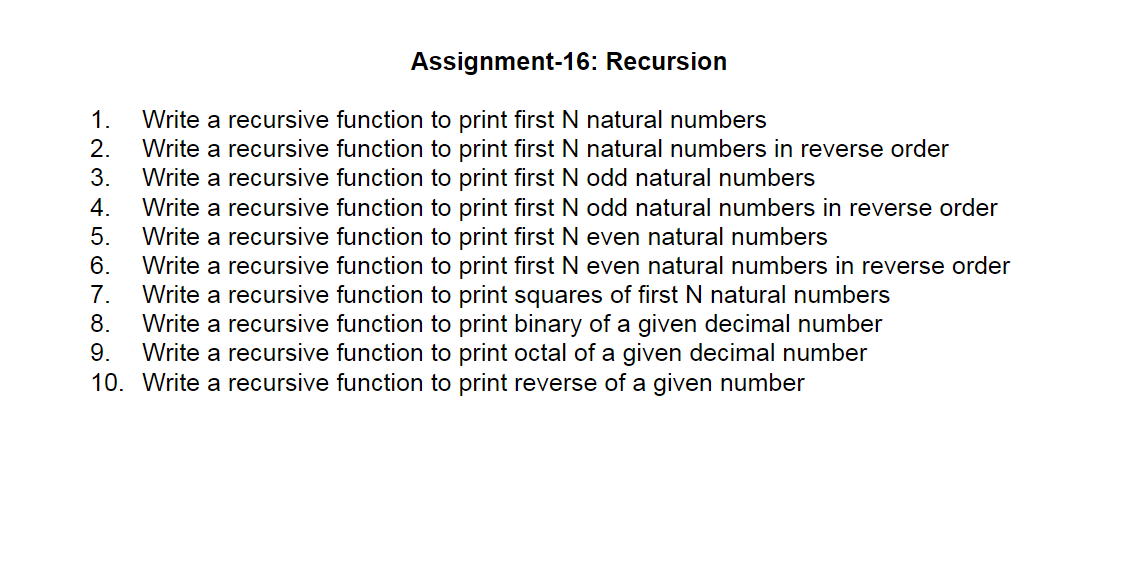 Assignment-16: Recursion
1. Write a recursive function to print first N natural numbers
2. Write a recursive function to print first N natural numbers in reverse order
3. Write a recursive function to print first N odd natural numbers
4. Write a recursive function to print first N odd natural numbers in reverse order
5. Write a recursive function to print first N even natural numbers
6. Write a recursive function to print first N even natural numbers in reverse order
7. Write a recursive function to print squares of first N natural numbers
8. Write a recursive function to print binary of a given decimal number
9. Write a recursive function to print octal of a given decimal number
10. Write a recursive function to print reverse of a given number